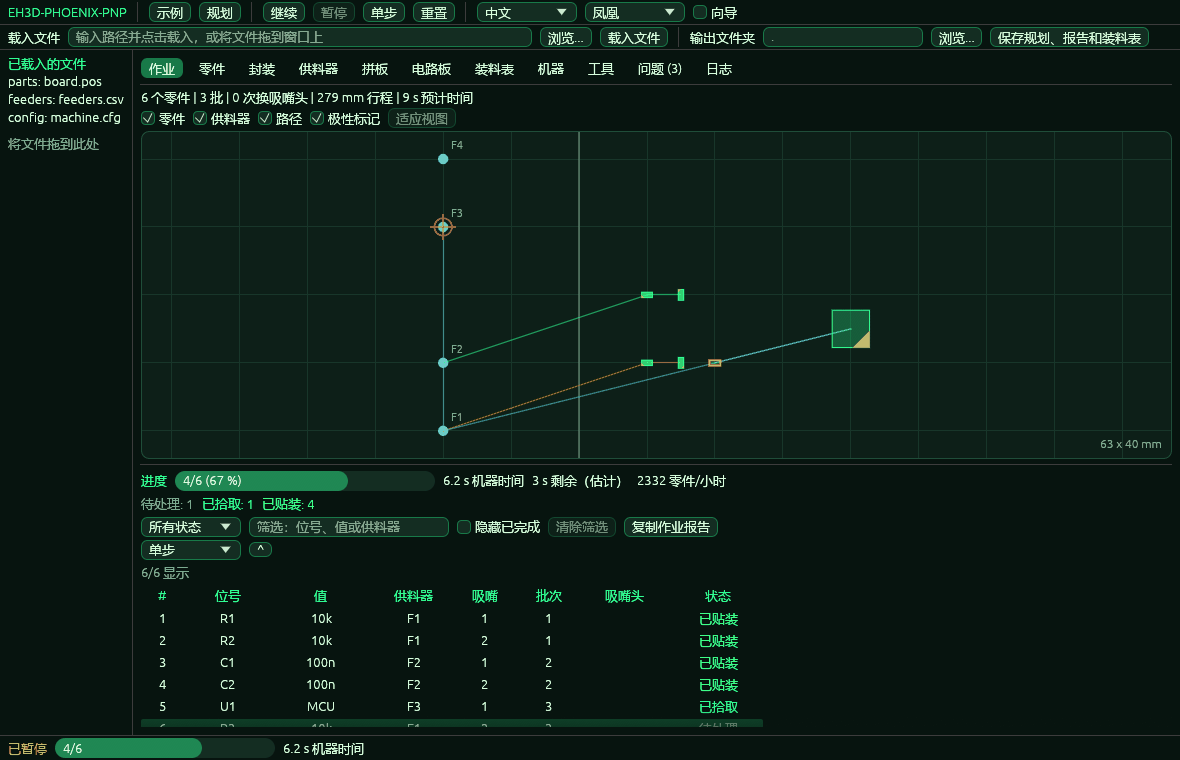 EH3D-PHOENIX-PNP 示例 规划 继续 暂停 单步 重置 中文 凤凰 向导
载入文件 输入路径并点击载入，或将文件拖到窗口上 浏览... 载入文件 输出文件夹 . 浏览... 保存规划、报告和装料表
已载入的文件
parts: board.pos
feeders: feeders.csv
config: machine.cfg
将文件拖到此处
作业 零件 封装 供料器 拼板 电路板 装料表 机器 工具 问题 (3) 日志
6 个零件 | 3 批 | 0 次换吸嘴头 | 279 mm 行程 | 9 s 预计时间
零件 供料器 路径 极性标记 适应视图
F4
F3
F2
F1
63 x 40 mm
进度 4/6 (67 %) 6.2 s 机器时间 3 s 剩余（估计） 2332 零件/小时
待处理: 1 已拾取: 1 已贴装: 4
所有状态 筛选：位号、值或供料器 隐藏已完成 清除筛选 复制作业报告
单步 ^
6/6 显示
# 位号 值 供料器 吸嘴 批次 吸嘴头 状态
1 R1 10k F1 1 1 已贴装
2 R2 10k F1 2 1 已贴装
3 C1 100n F2 1 2 已贴装
4 C2 100n F2 2 2 已贴装
5 U1 MCU F3 1 3 已拾取
已暂停 4/6 6.2 s 机器时间